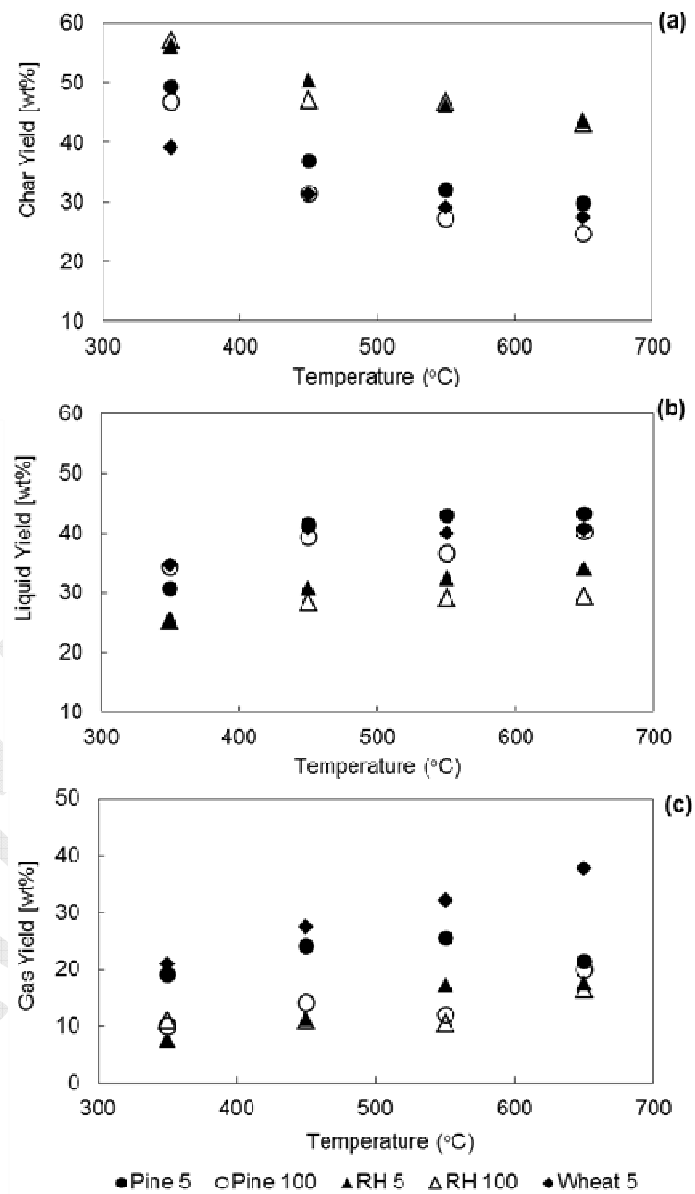 (a)
60
50
40
30
20
10
Char Yield [wt%]
300 400 500 600 700
Temperature (°C)
(b)
60
50
40
30
20
10
Liquid Yield [wt%]
300 400 500 600 700
Temperature (°C)
(c)
50
40
30
20
10
0
Gas Yield [wt%]
300 400 500 600 700
Temperature (°C)
Pine 5 Pine 100 RH 5 RH 100 Wheat 5